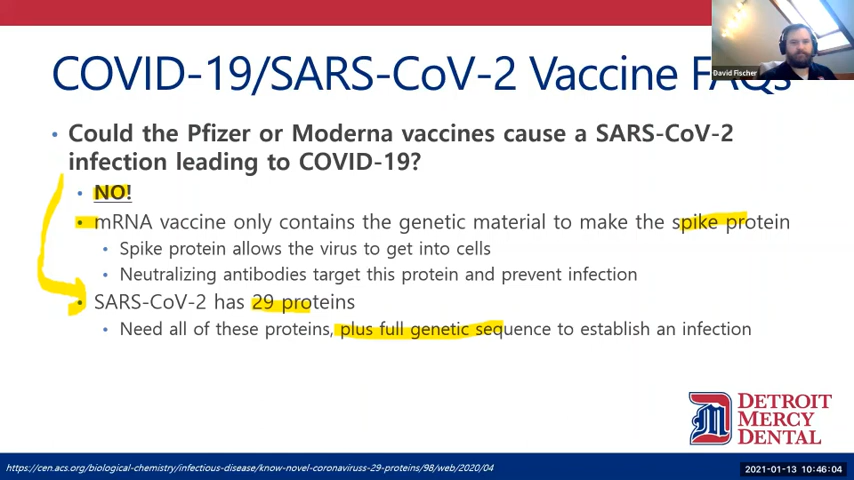 COVID-19/SARS-CoV-2 Vaccine FAQs
David Fischer
• Could the Pfizer or Moderna vaccines cause a SARS-CoV-2
infection leading to COVID-19?
• NO!
• mRNA vaccine only contains the genetic material to make the spike protein
• Spike protein allows the virus to get into cells
• Neutralizing antibodies target this protein and prevent infection
• SARS-CoV-2 has 29 proteins
• Need all of these proteins, plus full genetic sequence to establish an infection
DETROIT
MERCY
DENTAL
https://cen.acs.org/biological-chemistry/infectious-disease/know-novel-coronaviruss-29-proteins/98/web/2020/04
2021-01-13 10:46:04